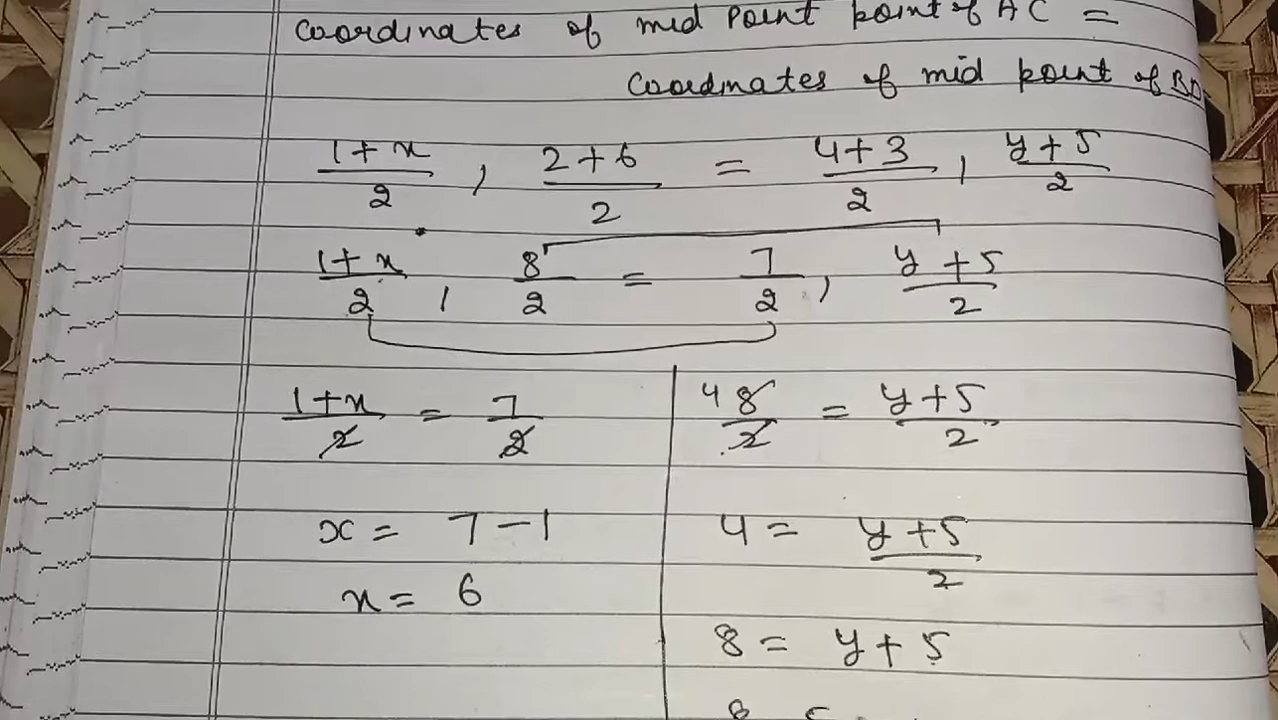 Coordinates of mid point point of AC =
Coordinates of mid point of BD
(1+x)/2 , (2+6)/2 = (4+3)/2 , (y+5)/2
(1+x)/2 , 8/2 = 7/2 , (y+5)/2
(1+x)/2 = 7/2
x = 7-1
x = 6
4 8/2 = (y+5)/2
4 = (y+5)/2
8 = y+5